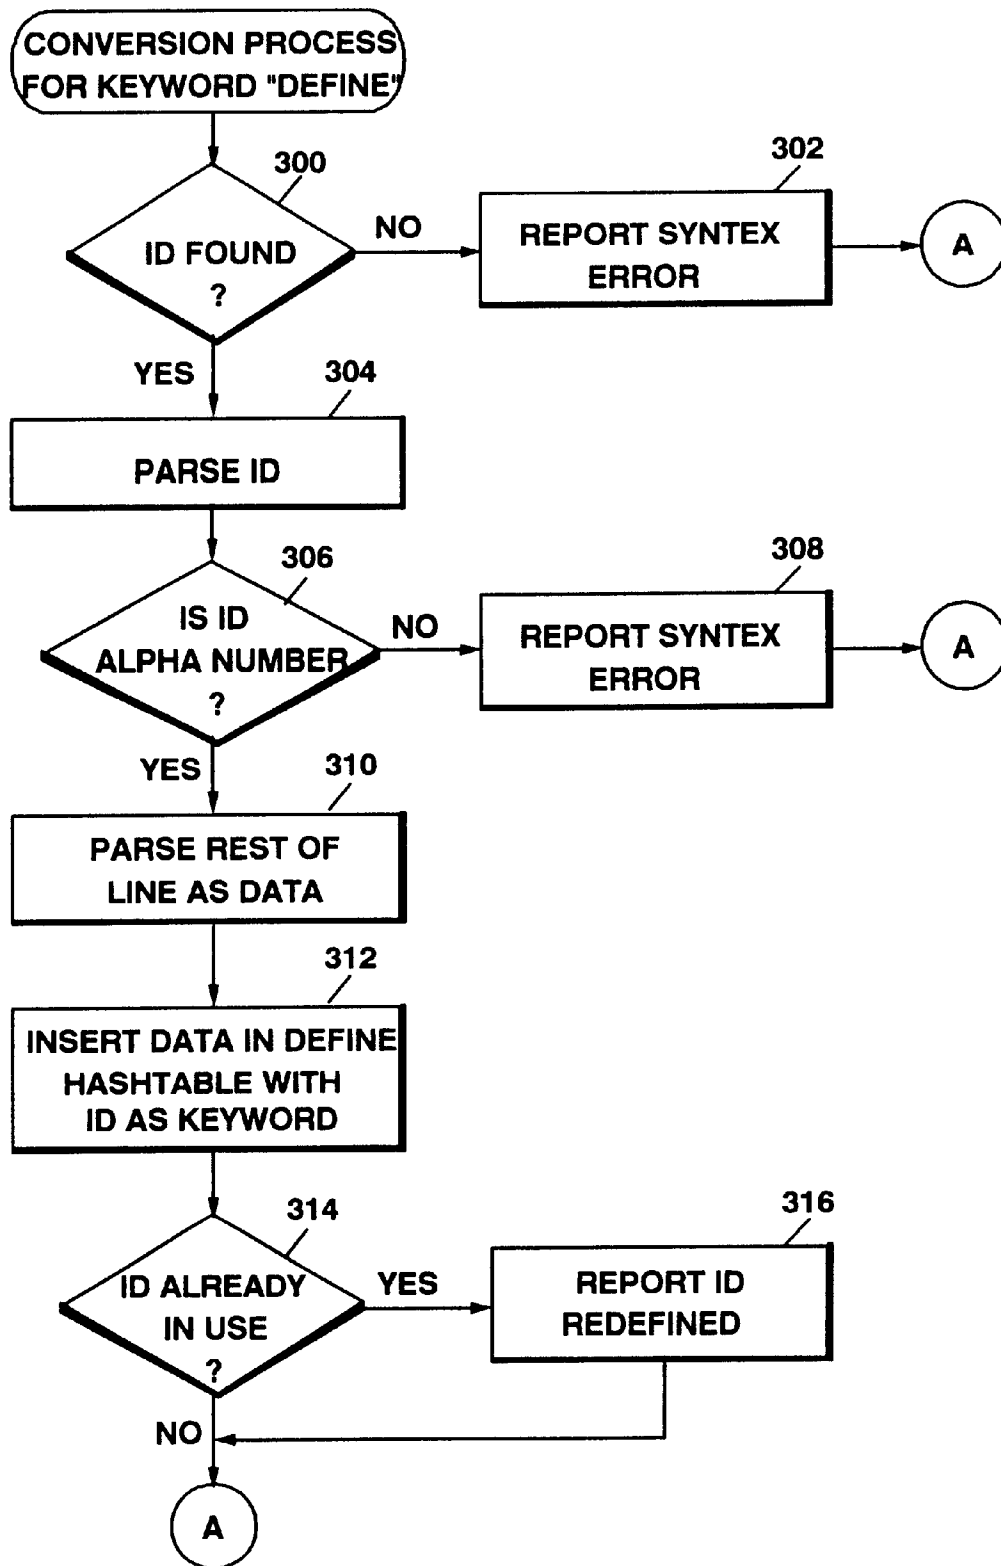 CONVERSION PROCESS
FOR KEYWORD "DEFINE"
300
302
ID FOUND
?
NO
REPORT SYNTEX
ERROR
A
YES
304
PARSE ID
306
308
IS ID
ALPHA NUMBER
?
NO
REPORT SYNTEX
ERROR
A
YES
310
PARSE REST OF
LINE AS DATA
312
INSERT DATA IN DEFINE
HASHTABLE WITH
ID AS KEYWORD
314
316
ID ALREADY
IN USE
?
YES
REPORT ID
REDEFINED
NO
A